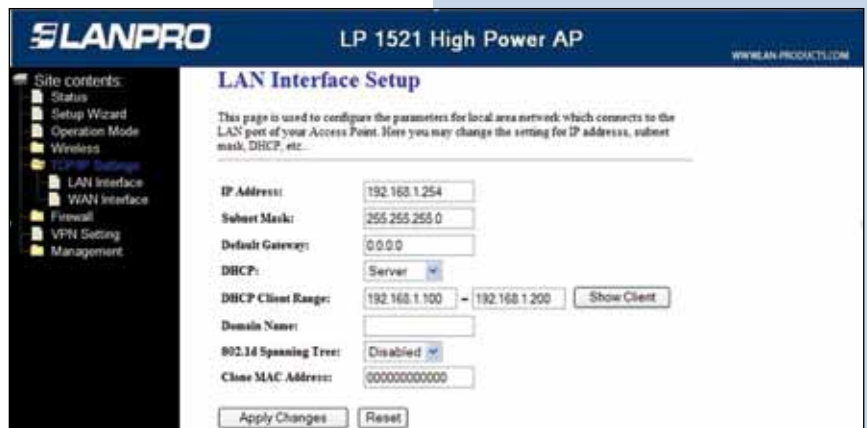 LANPRO
LP 1521 High Power AP
WWW.LAN-PRODUCTS.COM
Site contents:
Status
Setup Wizard
Operation Mode
Wireless
TCP/IP Settings
LAN Interface
WAN Interface
Firewall
VPN Setting
Management
LAN Interface Setup
This page is used to configure the parameters for local area network which connects to the
LAN port of your Access Point. Here you may change the setting for IP addresss, subnet
mask, DHCP, etc..
IP Address: 192.168.1.254
Subnet Mask: 255.255.255.0
Default Gateway: 0.0.0.0
DHCP: Server
DHCP Client Range: 192.168.1.100 – 192.168.1.200 Show Client
Domain Name:
802.1d Spanning Tree: Disabled
Clone MAC Address: 000000000000
Apply Changes Reset